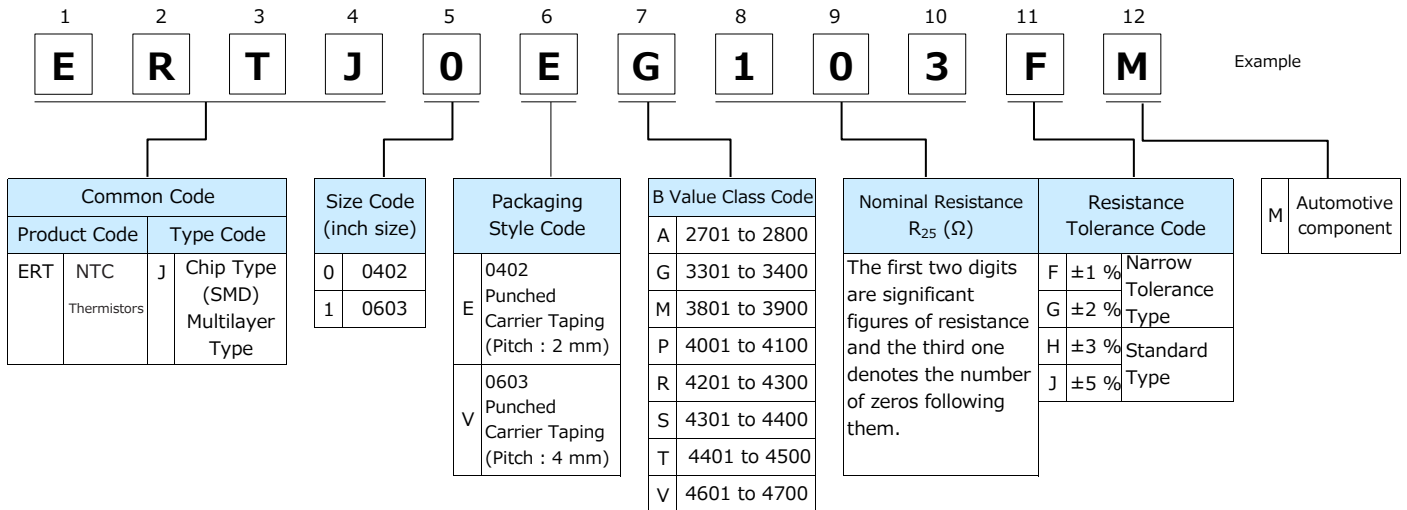 1 2 3 4 5 6 7 8 9 10 11 12
E R T J 0 E G 1 0 3 F M Example
Common Code
Product Code Type Code
ERT NTC Thermistors J Chip Type
(SMD)
Multilayer
Type
Size Code
(inch size)
0 0402
1 0603
Packaging
Style Code
E 0402
Punched
Carrier Taping
(Pitch : 2 mm)
V 0603
Punched
Carrier Taping
(Pitch : 4 mm)
B Value Class Code
A 2701 to 2800
G 3301 to 3400
M 3801 to 3900
P 4001 to 4100
R 4201 to 4300
S 4301 to 4400
T 4401 to 4500
V 4601 to 4700
Nominal Resistance
R25 (Ω)
The first two digits
are significant
figures of resistance
and the third one
denotes the number
of zeros following
them.
Resistance
Tolerance Code
F ±1 % Narrow
Tolerance
G ±2 % Type
H ±3 % Standard
J ±5 % Type
M Automotive
component